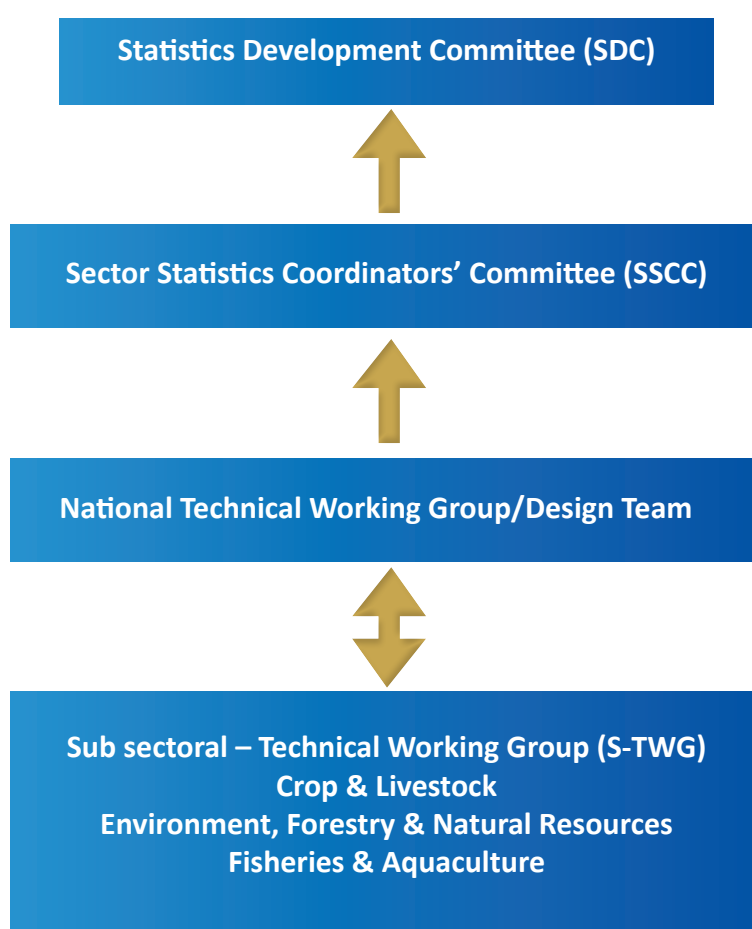 Statistics Development Committee (SDC)
Sector Statistics Coordinators’ Committee (SSCC)
National Technical Working Group/Design Team
Sub sectoral – Technical Working Group (S-TWG)
Crop & Livestock
Environment, Forestry & Natural Resources
Fisheries & Aquaculture